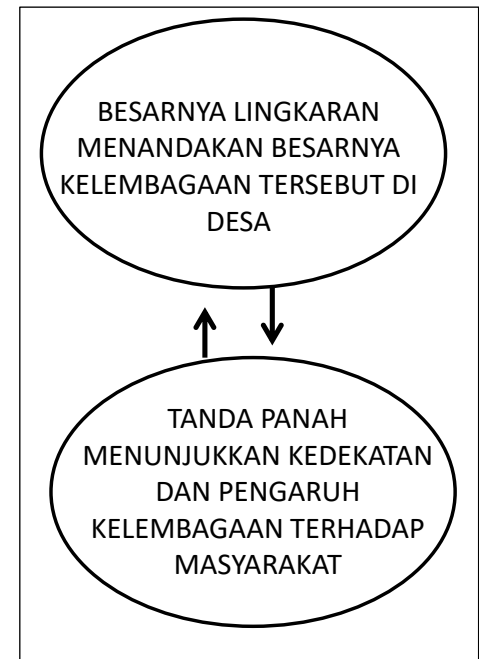 BESARNYA LINGKARAN
MENANDAKAN BESARNYA
KELEMBAGAAN TERSEBUT DI
DESA
TANDA PANAH
MENUNJUKKAN KEDEKATAN
DAN PENGARUH
KELEMBAGAAN TERHADAP
MASYARAKAT